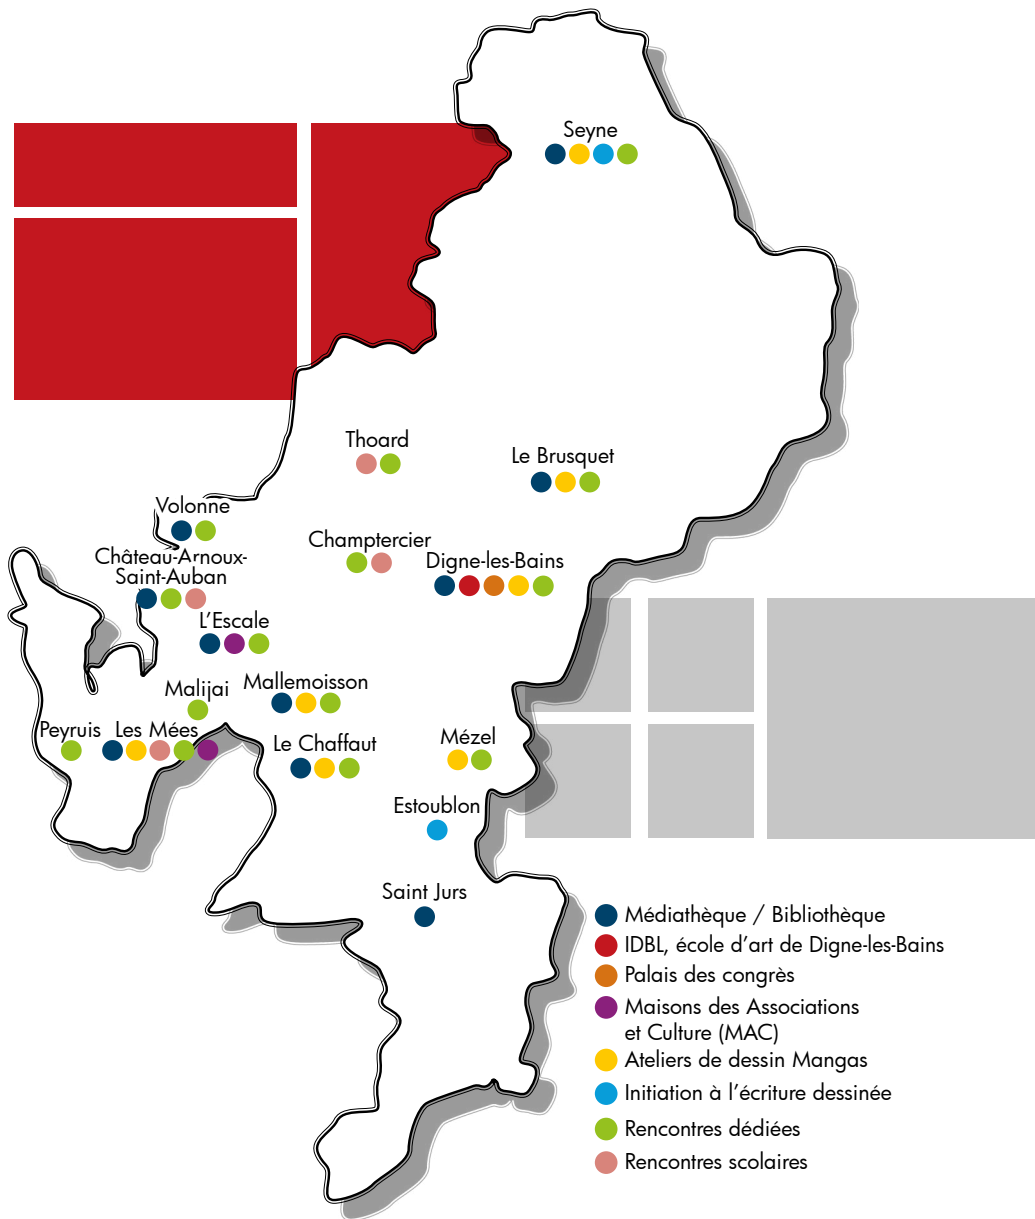 Seyne
Thoard
Le Brusquet
Volonne
Champtercier
Digne-les-Bains
Château-Arnoux-
Saint-Auban
L'Escale
Malijai
Mallemoisson
Peyruis
Les Mées
Le Chaffaut
Mézel
Estoublon
Saint Jurs
Médiathèque / Bibliothèque
IDBL, école d'art de Digne-les-Bains
Palais des congrès
Maisons des Associations
et Culture (MAC)
Ateliers de dessin Mangas
Initiation à l'écriture dessinée
Rencontres dédiées
Rencontres scolaires